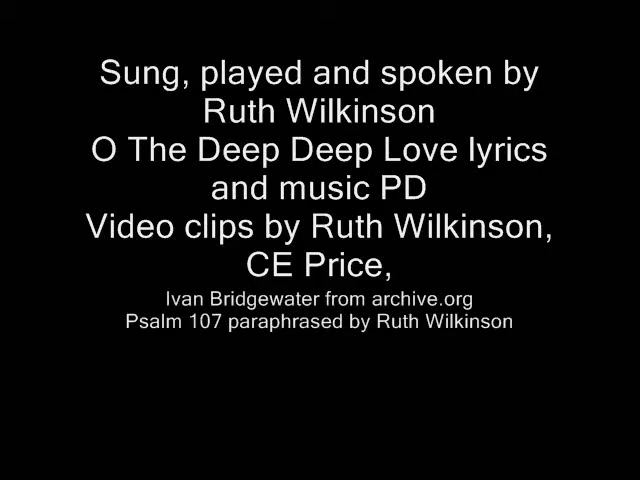 Sung, played and spoken by
Ruth Wilkinson
O The Deep Deep Love lyrics
and music PD
Video clips by Ruth Wilkinson,
CE Price,
Ivan Bridgewater from archive.org
Psalm 107 paraphrased by Ruth Wilkinson